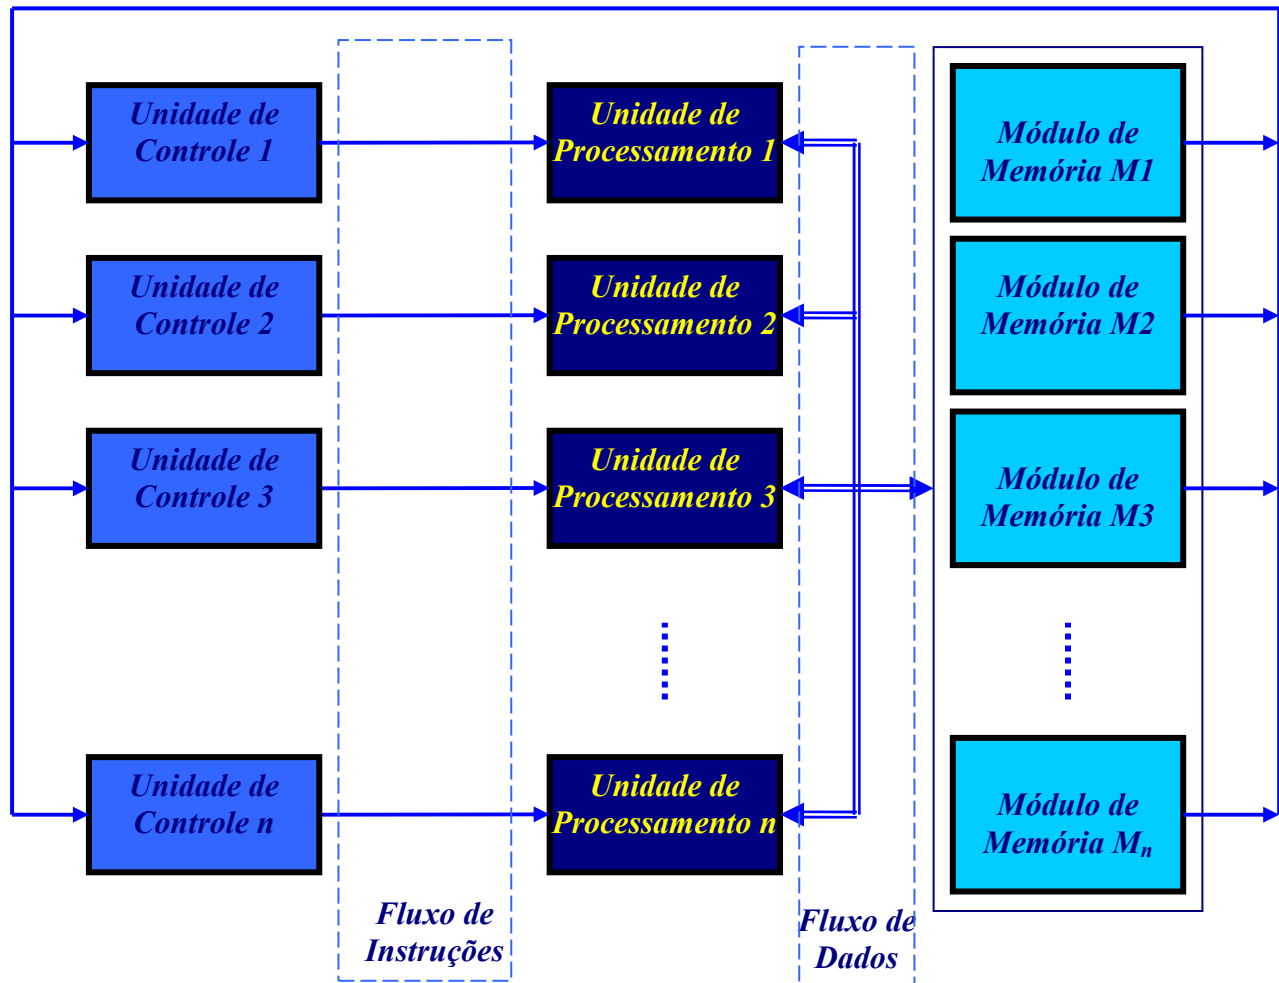 Unidade de
Controle 1
Unidade de
Processamento 1
Módulo de
Memória M1
Unidade de
Controle 2
Unidade de
Processamento 2
Módulo de
Memória M2
Unidade de
Controle 3
Unidade de
Processamento 3
Módulo de
Memória M3
Unidade de
Controle n
Unidade de
Processamento n
Módulo de
Memória Mn
Fluxo de
Instruções
Fluxo de
Dados